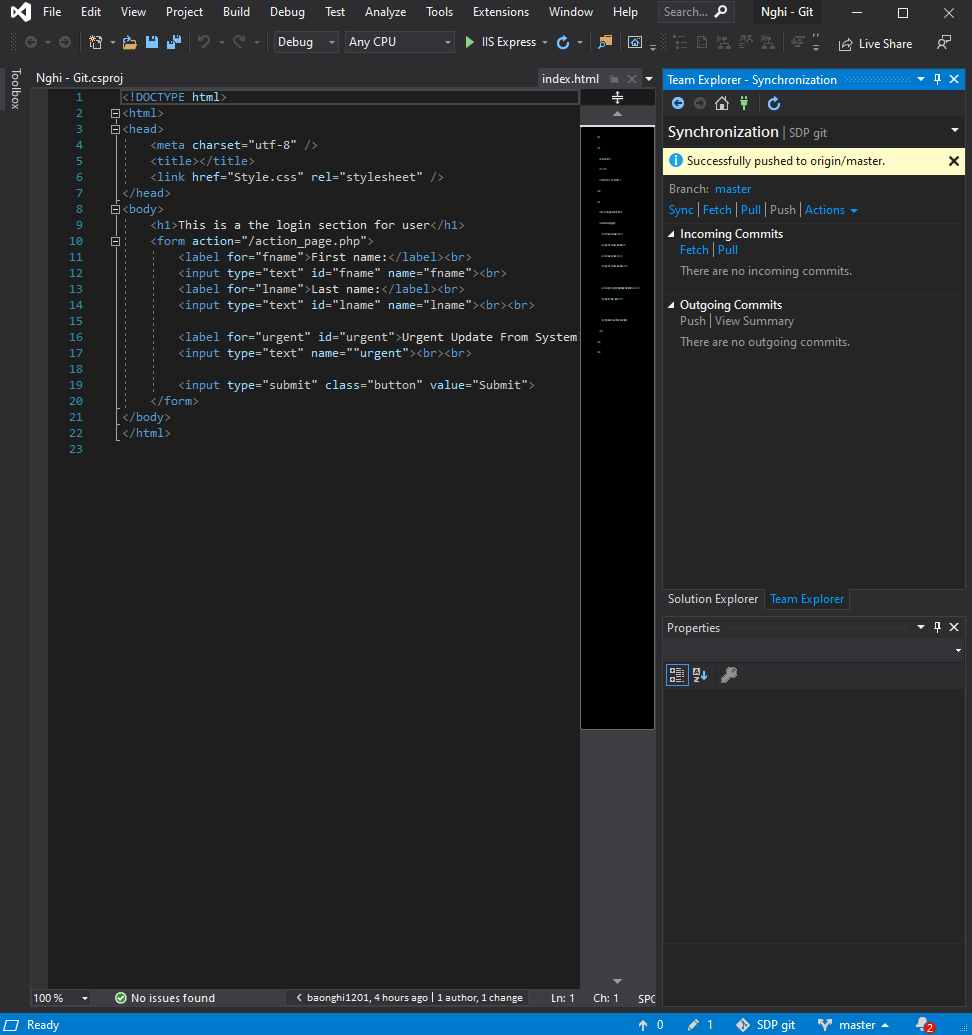 File Edit View Project Build Debug Test Analyze Tools Extensions Window Help Search... Nghi - Git
Debug Any CPU IIS Express Live Share
Toolbox
Nghi - Git.csproj index.html
1 <!DOCTYPE html>
2 <html>
3 <head>
4 <meta charset="utf-8" />
5 <title></title>
6 <link href="Style.css" rel="stylesheet" />
7 </head>
8 <body>
9 <h1>This is a the login section for user</h1>
10 <form action="/action_page.php">
11 <label for="fname">First name:</label><br>
12 <input type="text" id="fname" name="fname"><br>
13 <label for="lname">Last name:</label><br>
14 <input type="text" id="lname" name="lname"><br><br>
15
16 <label for="urgent" id="urgent">Urgent Update From System
17 <input type="text" name=""urgent"><br><br>
18
19 <input type="submit" class="button" value="Submit">
20 </form>
21 </body>
22 </html>
23
Team Explorer - Synchronization
Synchronization | SDP git
Successfully pushed to origin/master.
Branch: master
Sync | Fetch | Pull | Push | Actions
Incoming Commits
Fetch | Pull
There are no incoming commits.
Outgoing Commits
Push | View Summary
There are no outgoing commits.
Solution Explorer Team Explorer
Properties
100 % No issues found baonghi1201, 4 hours ago | 1 author, 1 change Ln: 1 Ch: 1 SPC
Ready 0 1 SDP git master 2